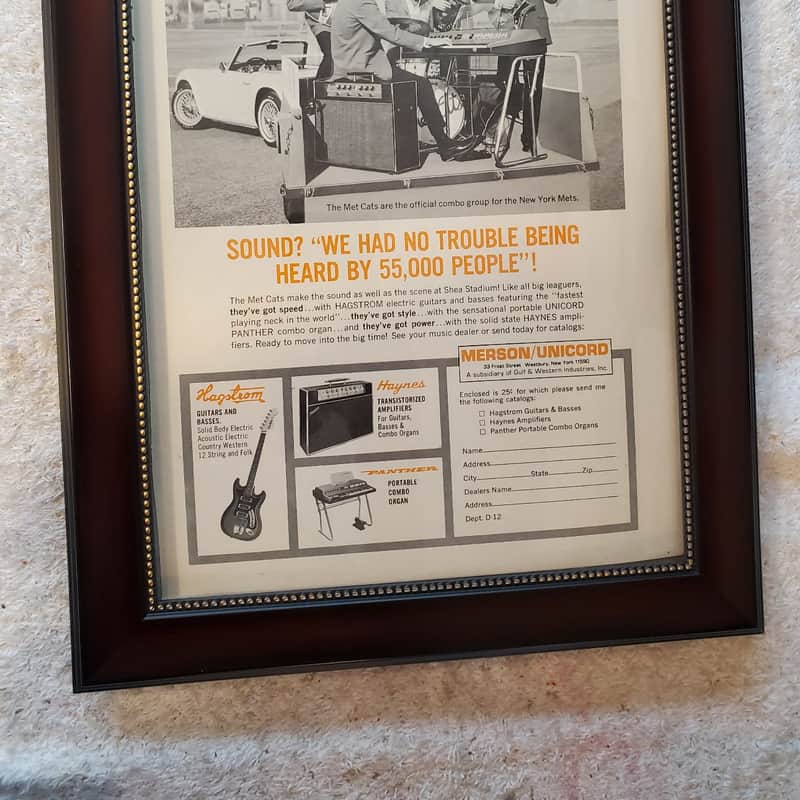 The Met Cats are the official combo group for the New York Mets.
SOUND? "WE HAD NO TROUBLE BEING
HEARD BY 55,000 PEOPLE"!
The Met Cats make the sound as well as the scene at Shea Stadium! Like all big leaguers,
they've got speed...with HAGSTROM electric guitars and basses featuring the "fastest
playing neck in the world"...they've got style...with the sensational portable UNICORD
PANTHER combo organ...and they've got power...with the solid state HAYNES ampli-
fiers. Ready to move into the big time! See your music dealer or send today for catalogs:
Hagstrom
GUITARS AND
BASSES.
Solid Body Electric
Acoustic Electric
Country Western
12 String and Folk
Haynes
TRANSISTORIZED
AMPLIFIERS
For Guitars,
Basses &
Combo Organs
PANTHER
PORTABLE
COMBO
ORGAN
MERSON/UNICORD
33 Frost Street Westbury, New York 11590
A subsidiary of Gulf & Western Industries, Inc.
Enclosed is 25¢ for which please send me
the following catalogs:
☐ Hagstrom Guitars & Basses
☐ Haynes Amplifiers
☐ Panther Portable Combo Organs
Name
Address
City State Zip
Dealers Name
Address
Dept. D-12